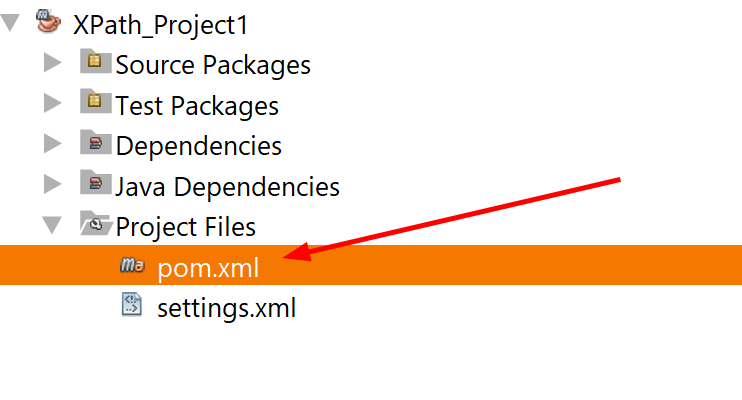 XPath_Project1
Source Packages
Test Packages
Dependencies
Java Dependencies
Project Files
pom.xml
settings.xml